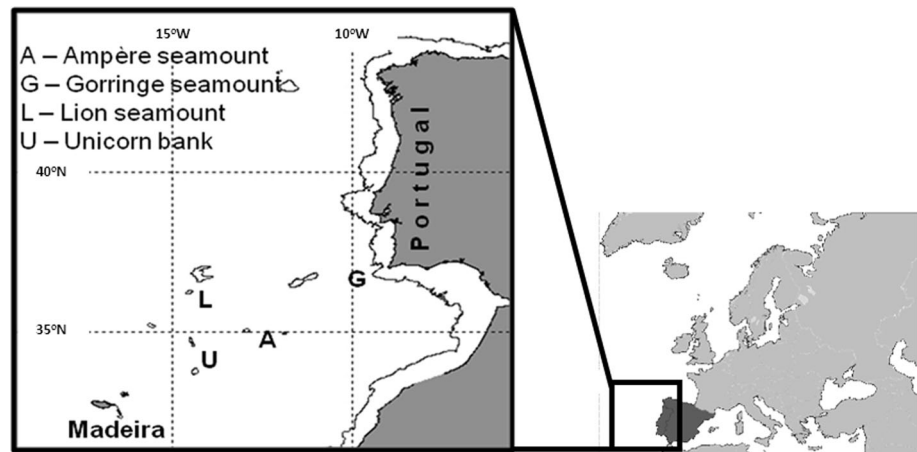 15°W 10°W
A – Ampère seamount
G – Gorringe seamount
L – Lion seamount
U – Unicorn bank
40°N
Portugal
G
L
35°N
A
U
Madeira